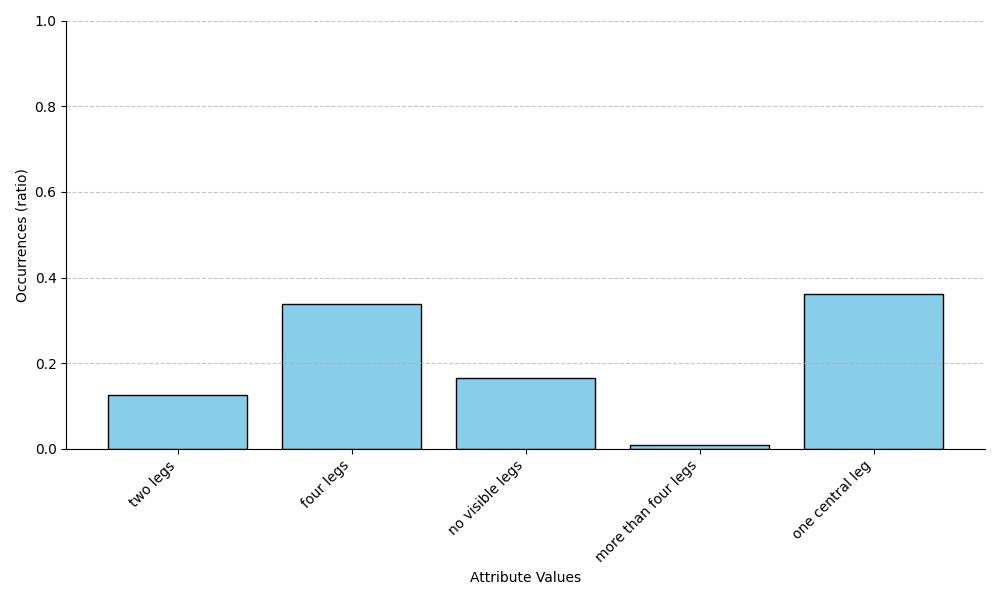 1.0
0.8
0.6
0.4
0.2
0.0
Occurrences (ratio)
two legs
four legs
no visible legs
more than four legs
one central leg
Attribute Values